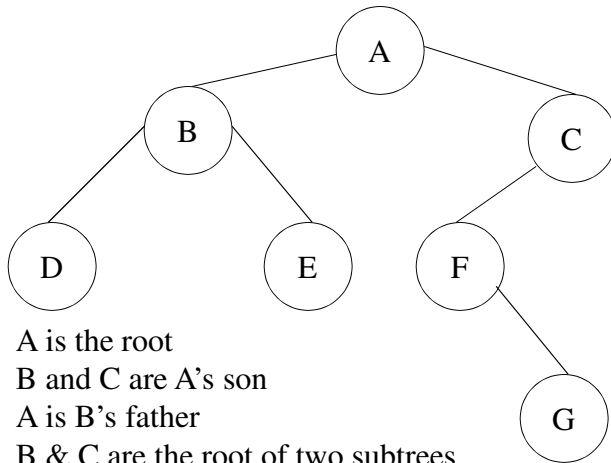 A
B
C
D
E
F
A is the root
B and C are A's son
A is B's father
G
B & C are the root of two subtrees